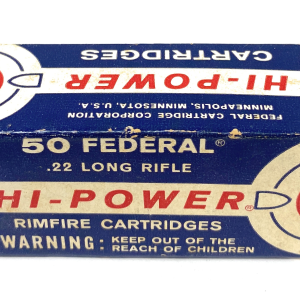 CARTRIDGES
HI-POWER®
MINNEAPOLIS, MINNESOTA, U.S.A.
FEDERAL CARTRIDGE CORPORATION
50 FEDERAL®
.22 LONG RIFLE
HI-POWER®
RIMFIRE CARTRIDGES
WARNING: KEEP OUT OF THE
REACH OF CHILDREN